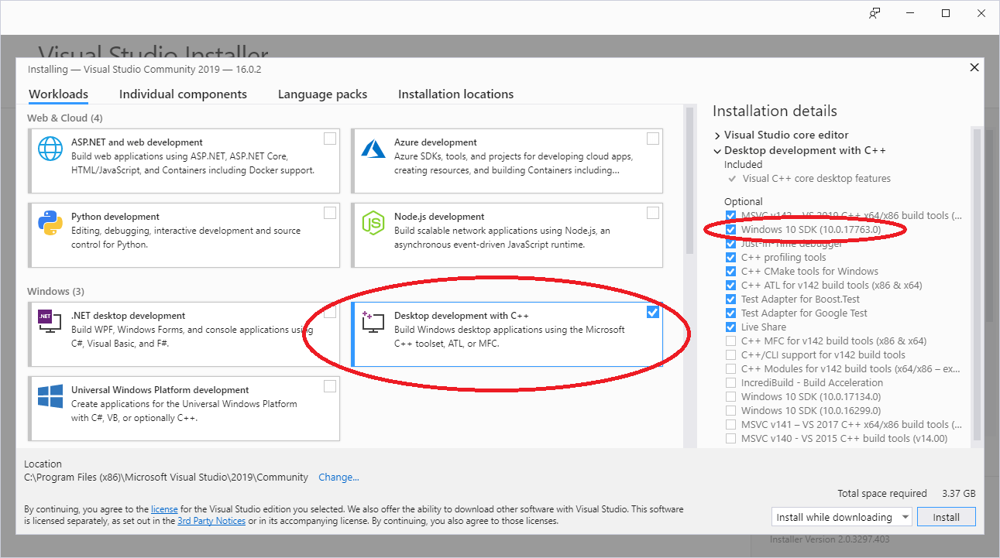 Visual Studio Installer
Installing — Visual Studio Community 2019 — 16.0.2
Workloads
Individual components
Language packs
Installation locations
Web & Cloud (4)
ASP.NET and web development
Build web applications using ASP.NET, ASP.NET Core,
HTML/JavaScript, and Containers including Docker support.
Azure development
Azure SDKs, tools, and projects for developing cloud apps,
creating resources, and building Containers including...
Python development
Editing, debugging, interactive development and source
control for Python.
Node.js development
Build scalable network applications using Node.js, an
asynchronous event-driven JavaScript runtime.
JS
Windows (3)
.NET
.NET desktop development
Build WPF, Windows Forms, and console applications using
C#, Visual Basic, and F#.
Desktop development with C++
Build Windows desktop applications using the Microsoft
C++ toolset, ATL, or MFC.
Universal Windows Platform development
Create applications for the Universal Windows Platform
with C#, VB, or optionally C++.
Installation details
Visual Studio core editor
Desktop development with C++
Included
Visual C++ core desktop features
Optional
MSVC v142 – VS 2019 C++ x64/x86 build tools (...
Windows 10 SDK (10.0.17763.0)
Just-In-Time debugger
C++ profiling tools
C++ CMake tools for Windows
C++ ATL for v142 build tools (x86 & x64)
Test Adapter for Boost.Test
Test Adapter for Google Test
Live Share
C++ MFC for v142 build tools (x86 & x64)
C++/CLI support for v142 build tools
C++ Modules for v142 build tools (x64/x86 – ex...
IncrediBuild - Build Acceleration
Windows 10 SDK (10.0.17134.0)
Windows 10 SDK (10.0.16299.0)
MSVC v141 – VS 2017 C++ x64/x86 build tools (...
MSVC v140 - VS 2015 C++ build tools (v14.00)
Location
C:\Program Files (x86)\Microsoft Visual Studio\2019\Community
Change...
By continuing, you agree to the license for the Visual Studio edition you selected. We also offer the ability to download other software with Visual Studio. This software
is licensed separately, as set out in the 3rd Party Notices or in its accompanying license. By continuing, you also agree to those licenses.
Total space required 3.37 GB
Install while downloading
Install
Installer Version 2.0.3297.403